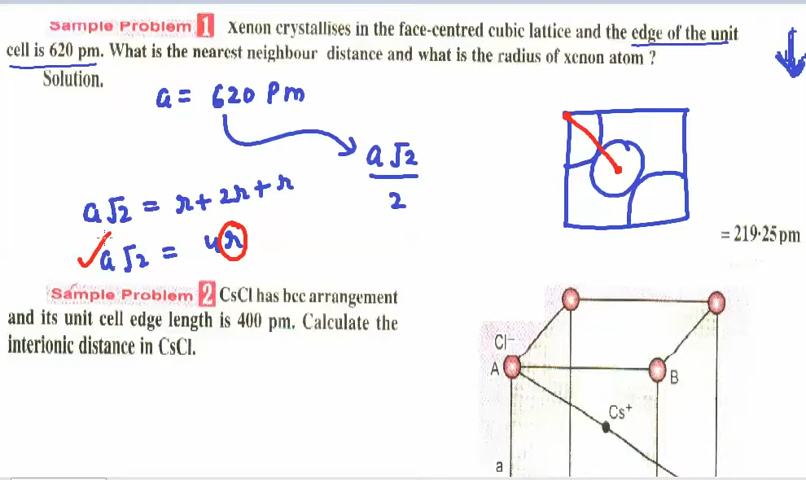 Sample Problem 1 Xenon crystallises in the face-centred cubic lattice and the edge of the unit
cell is 620 pm. What is the nearest neighbour distance and what is the radius of xenon atom ?
Solution.
a = 620 Pm
a√2
2
a√2 = r + 2r + r
a√2 = 4r
= 219·25 pm
Sample Problem 2 CsCl has bcc arrangement
and its unit cell edge length is 400 pm. Calculate the
interionic distance in CsCl.
Cl⁻
A
B
Cs⁺
a